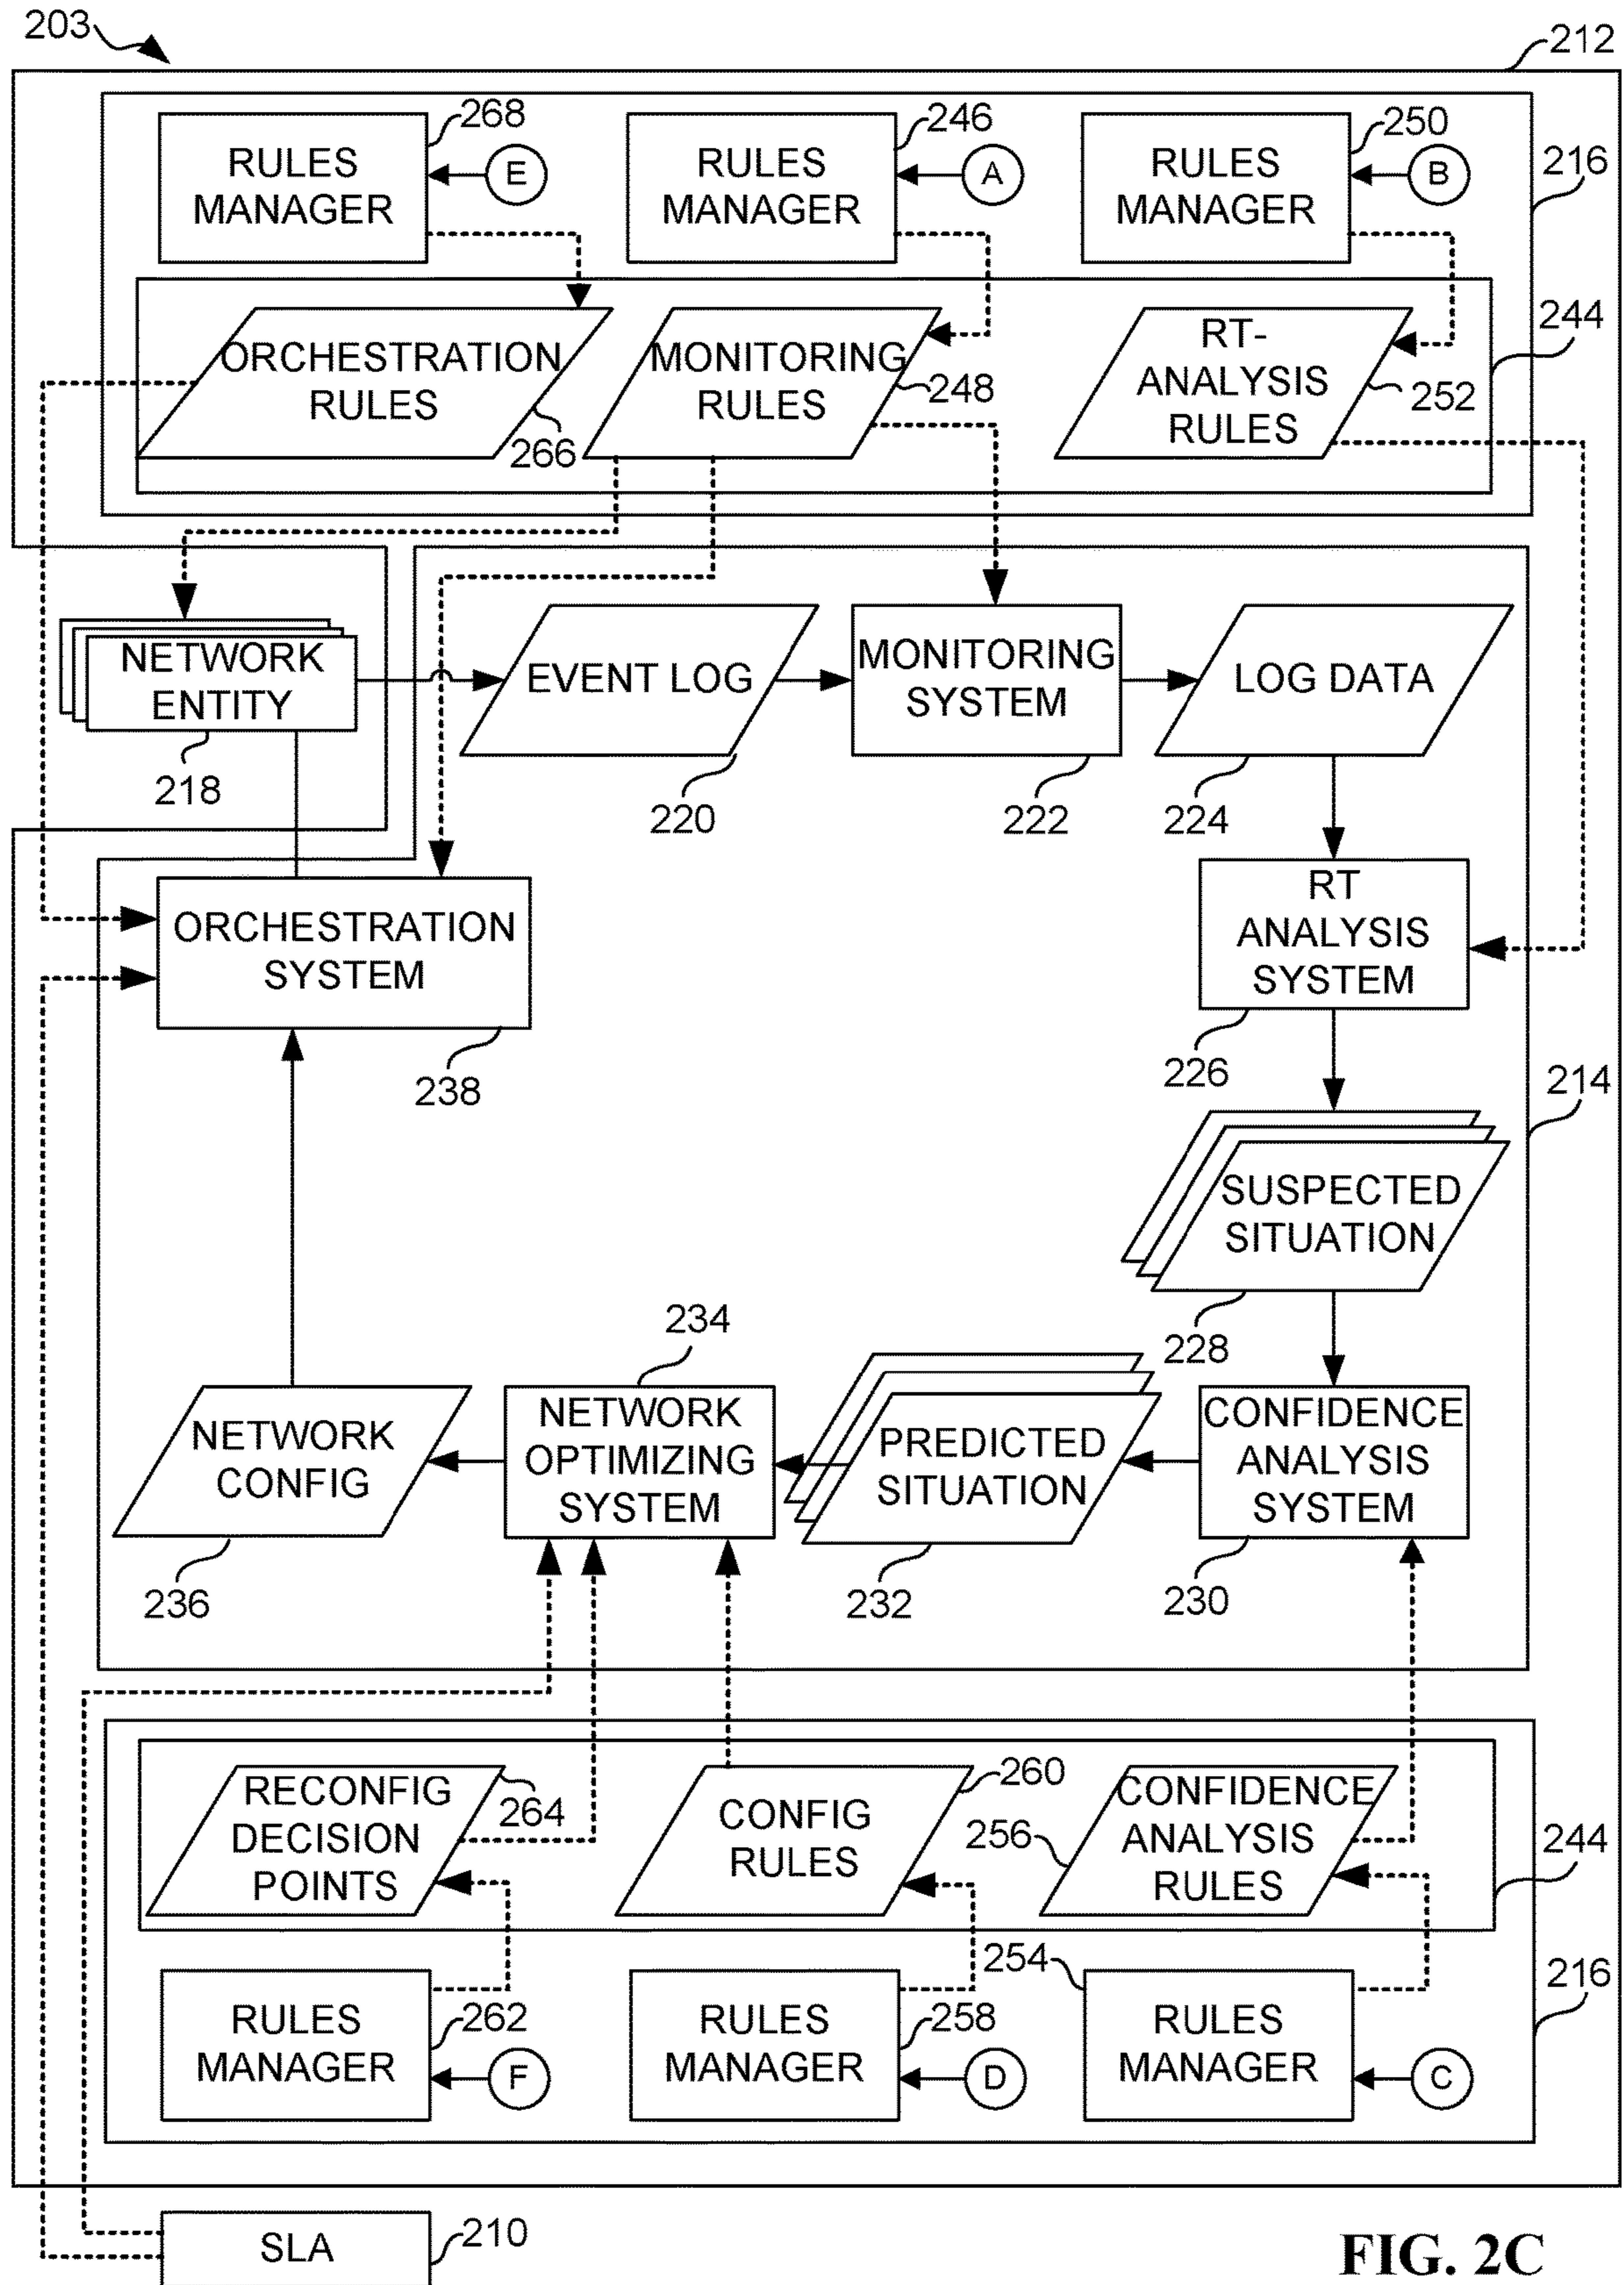 203
212
268
246
250
RULES
MANAGER
E
RULES
MANAGER
A
RULES
MANAGER
B
216
ORCHESTRATION
RULES
266
MONITORING
RULES
248
RT-
ANALYSIS
RULES
252
244
NETWORK
ENTITY
218
EVENT LOG
220
MONITORING
SYSTEM
222
LOG DATA
224
ORCHESTRATION
SYSTEM
238
RT
ANALYSIS
SYSTEM
226
214
SUSPECTED
SITUATION
228
234
NETWORK
CONFIG
236
NETWORK
OPTIMIZING
SYSTEM
PREDICTED
SITUATION
232
CONFIDENCE
ANALYSIS
SYSTEM
230
RECONFIG
DECISION
POINTS
264
CONFIG
RULES
260
256
CONFIDENCE
ANALYSIS
RULES
244
254
RULES
MANAGER
262
F
RULES
MANAGER
258
D
RULES
MANAGER
C
216
SLA
210
FIG. 2C